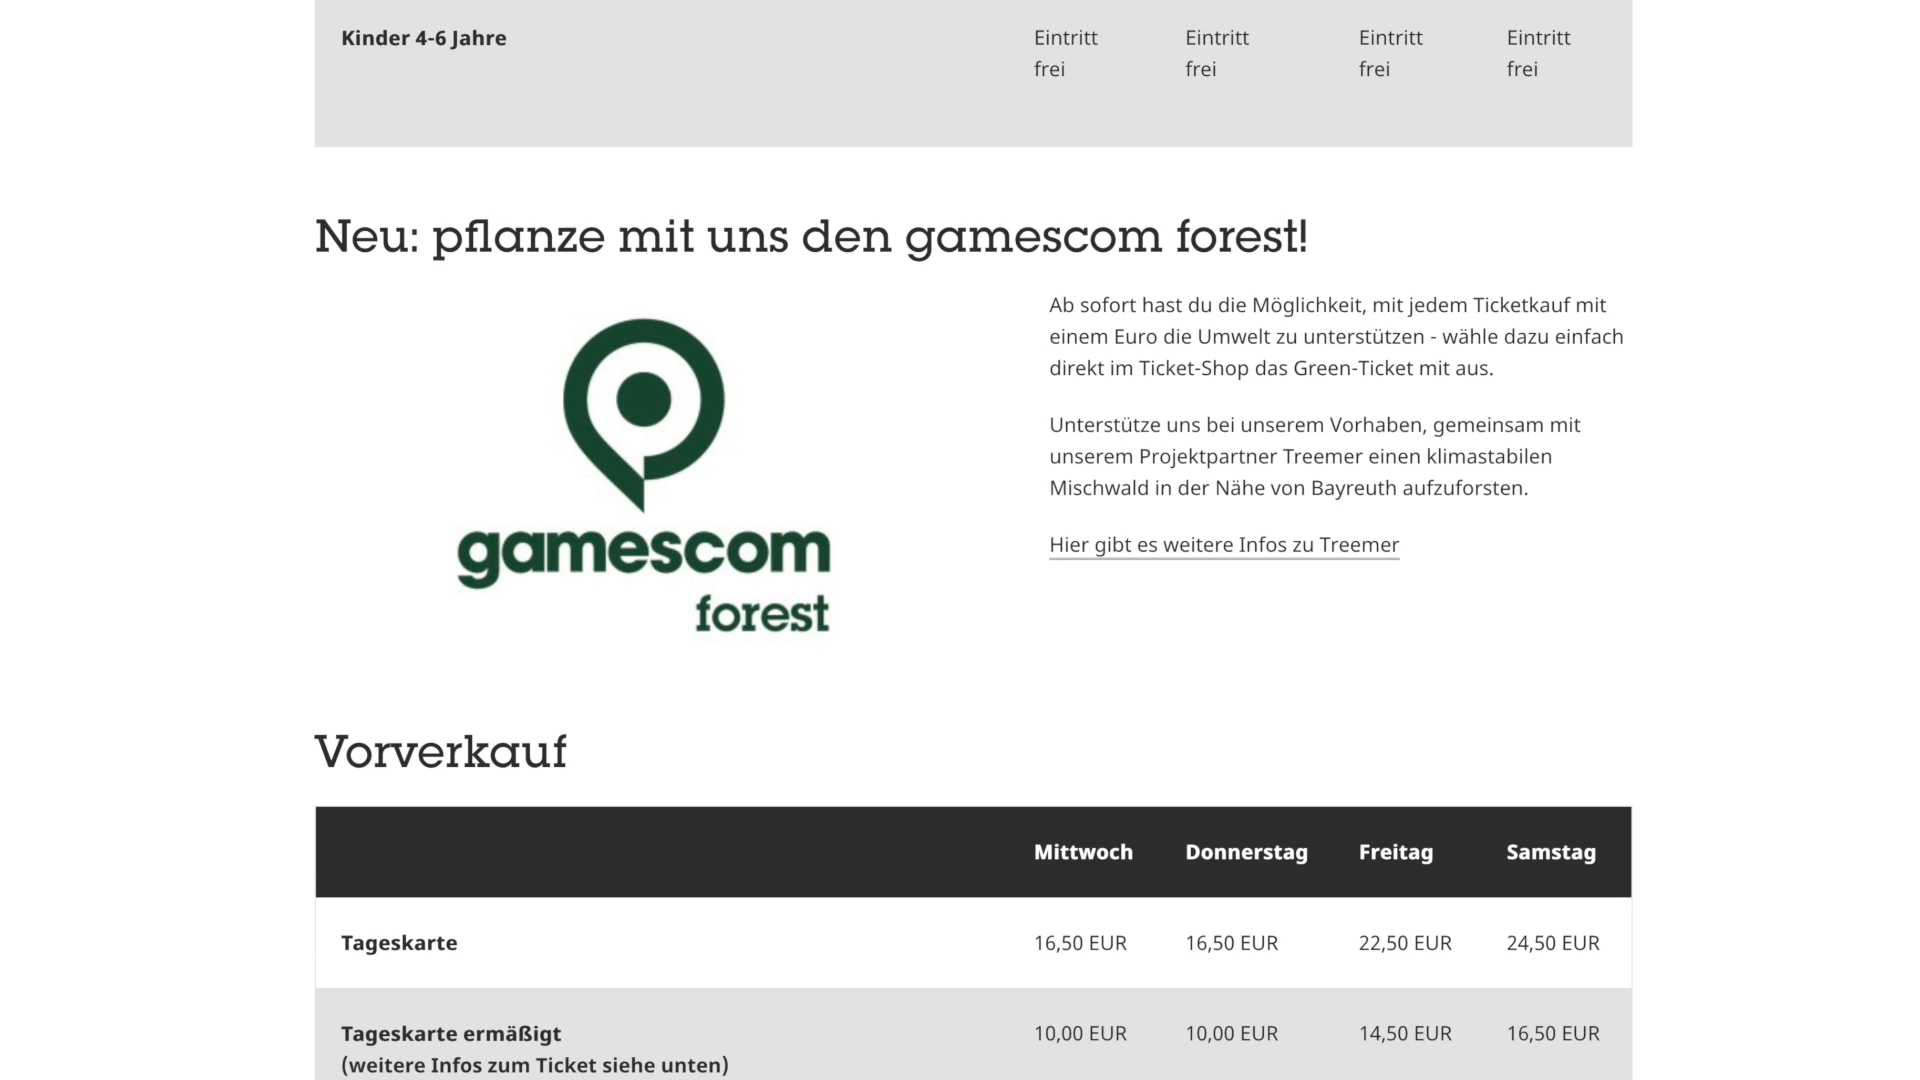 Kinder 4-6 Jahre Eintritt frei Eintritt frei Eintritt frei Eintritt frei
Neu: pflanze mit uns den gamescom forest!
gamescom
forest
Ab sofort hast du die Möglichkeit, mit jedem Ticketkauf mit
einem Euro die Umwelt zu unterstützen - wähle dazu einfach
direkt im Ticket-Shop das Green-Ticket mit aus.
Unterstütze uns bei unserem Vorhaben, gemeinsam mit
unserem Projektpartner Treemer einen klimastabilen
Mischwald in der Nähe von Bayreuth aufzuforsten.
Hier gibt es weitere Infos zu Treemer
Vorverkauf
Mittwoch Donnerstag Freitag Samstag
Tageskarte 16,50 EUR 16,50 EUR 22,50 EUR 24,50 EUR
Tageskarte ermäßigt 10,00 EUR 10,00 EUR 14,50 EUR 16,50 EUR
(weitere Infos zum Ticket siehe unten)